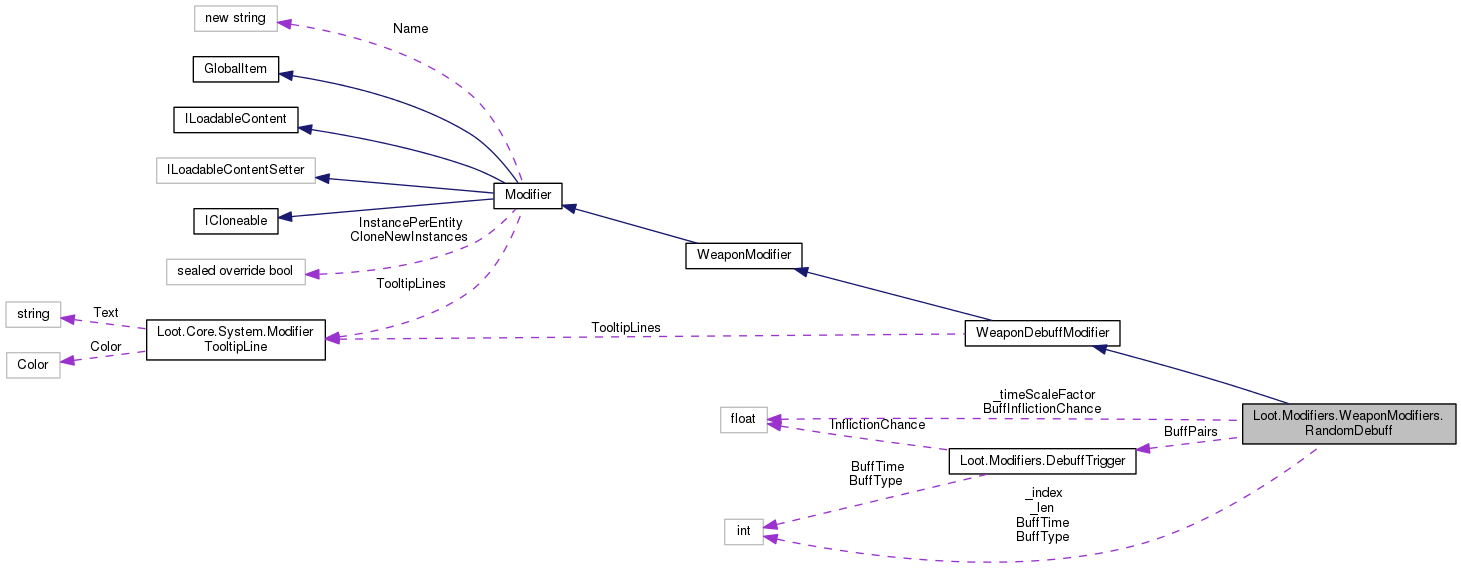 new string
Name
GlobalItem
ILoadableContent
ILoadableContentSetter
Modifier
ICloneable
InstancePerEntity
CloneNewInstances
WeaponModifier
sealed override bool
TooltipLines
string
Text
Loot.Core.System.Modifier
TooltipLine
TooltipLines
WeaponDebuffModifier
Color
Color
_timeScaleFactor
BuffInflictionChance
float
InflictionChance
Loot.Modifiers.WeaponModifiers.
RandomDebuff
BuffPairs
Loot.Modifiers.DebuffTrigger
BuffTime
BuffType
_index
_len
BuffTime
BuffType
int